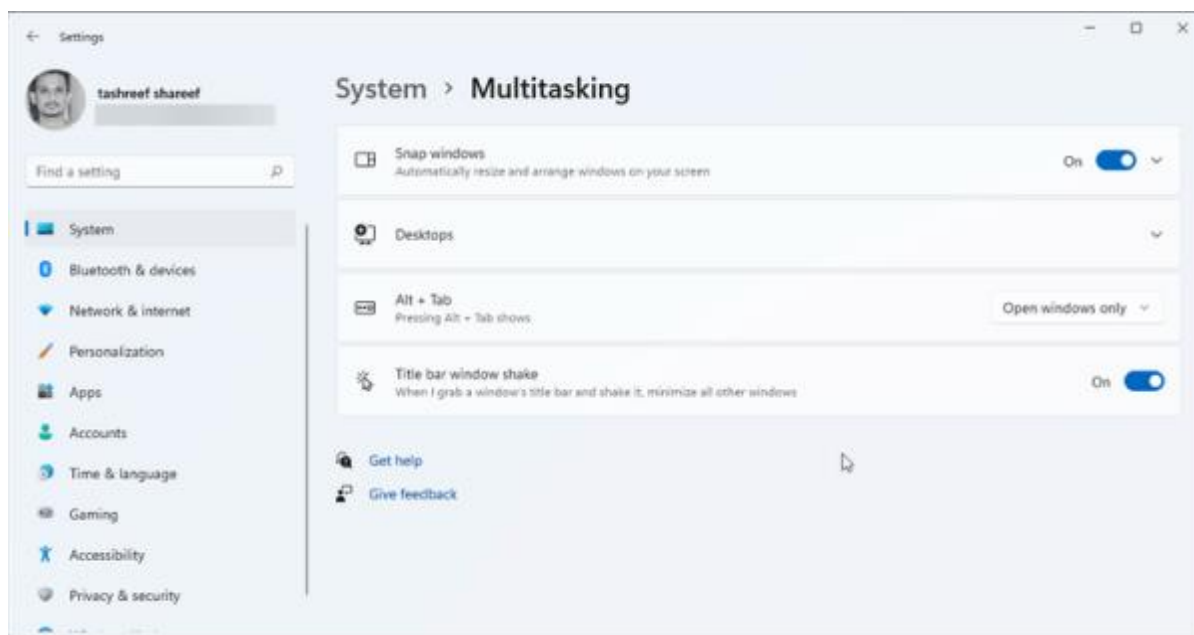 Settings
tashreef shareef
Find a setting
System
Bluetooth & devices
Network & internet
Personalization
Apps
Accounts
Time & language
Gaming
Accessibility
Privacy & security
System > Multitasking
Snap windows
Automatically resize and arrange windows on your screen
On
Desktops
Alt + Tab
Pressing Alt + Tab shows
Open windows only
Title bar window shake
When I grab a window's title bar and shake it, minimize all other windows
On
Get help
Give feedback